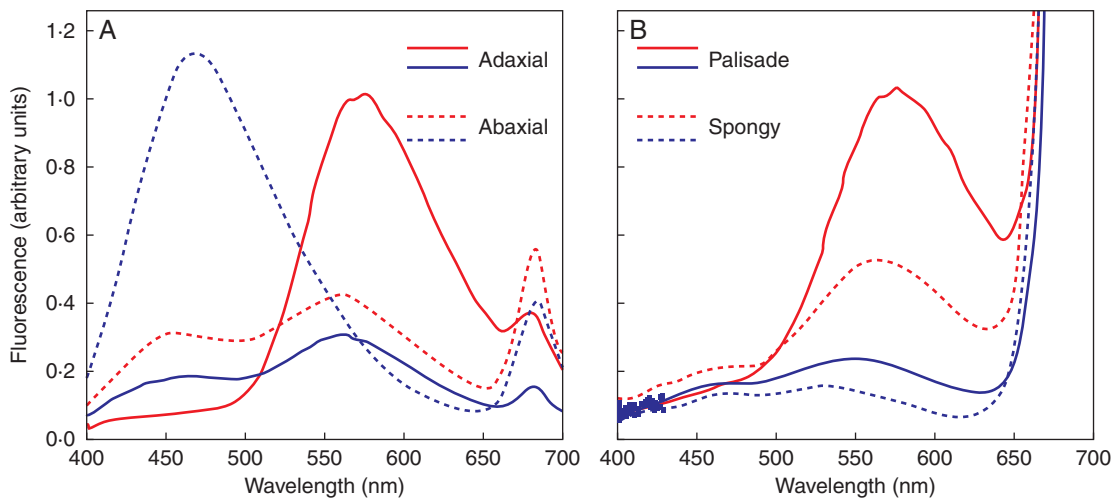 A
B
Adaxial
Abaxial
Palisade
Spongy
Fluorescence (arbitrary units)
1·2
1·0
0·8
0·6
0·4
0·2
0·0
400 450 500 550 600 650 700
400 450 500 550 600 650 700
Wavelength (nm)
Wavelength (nm)